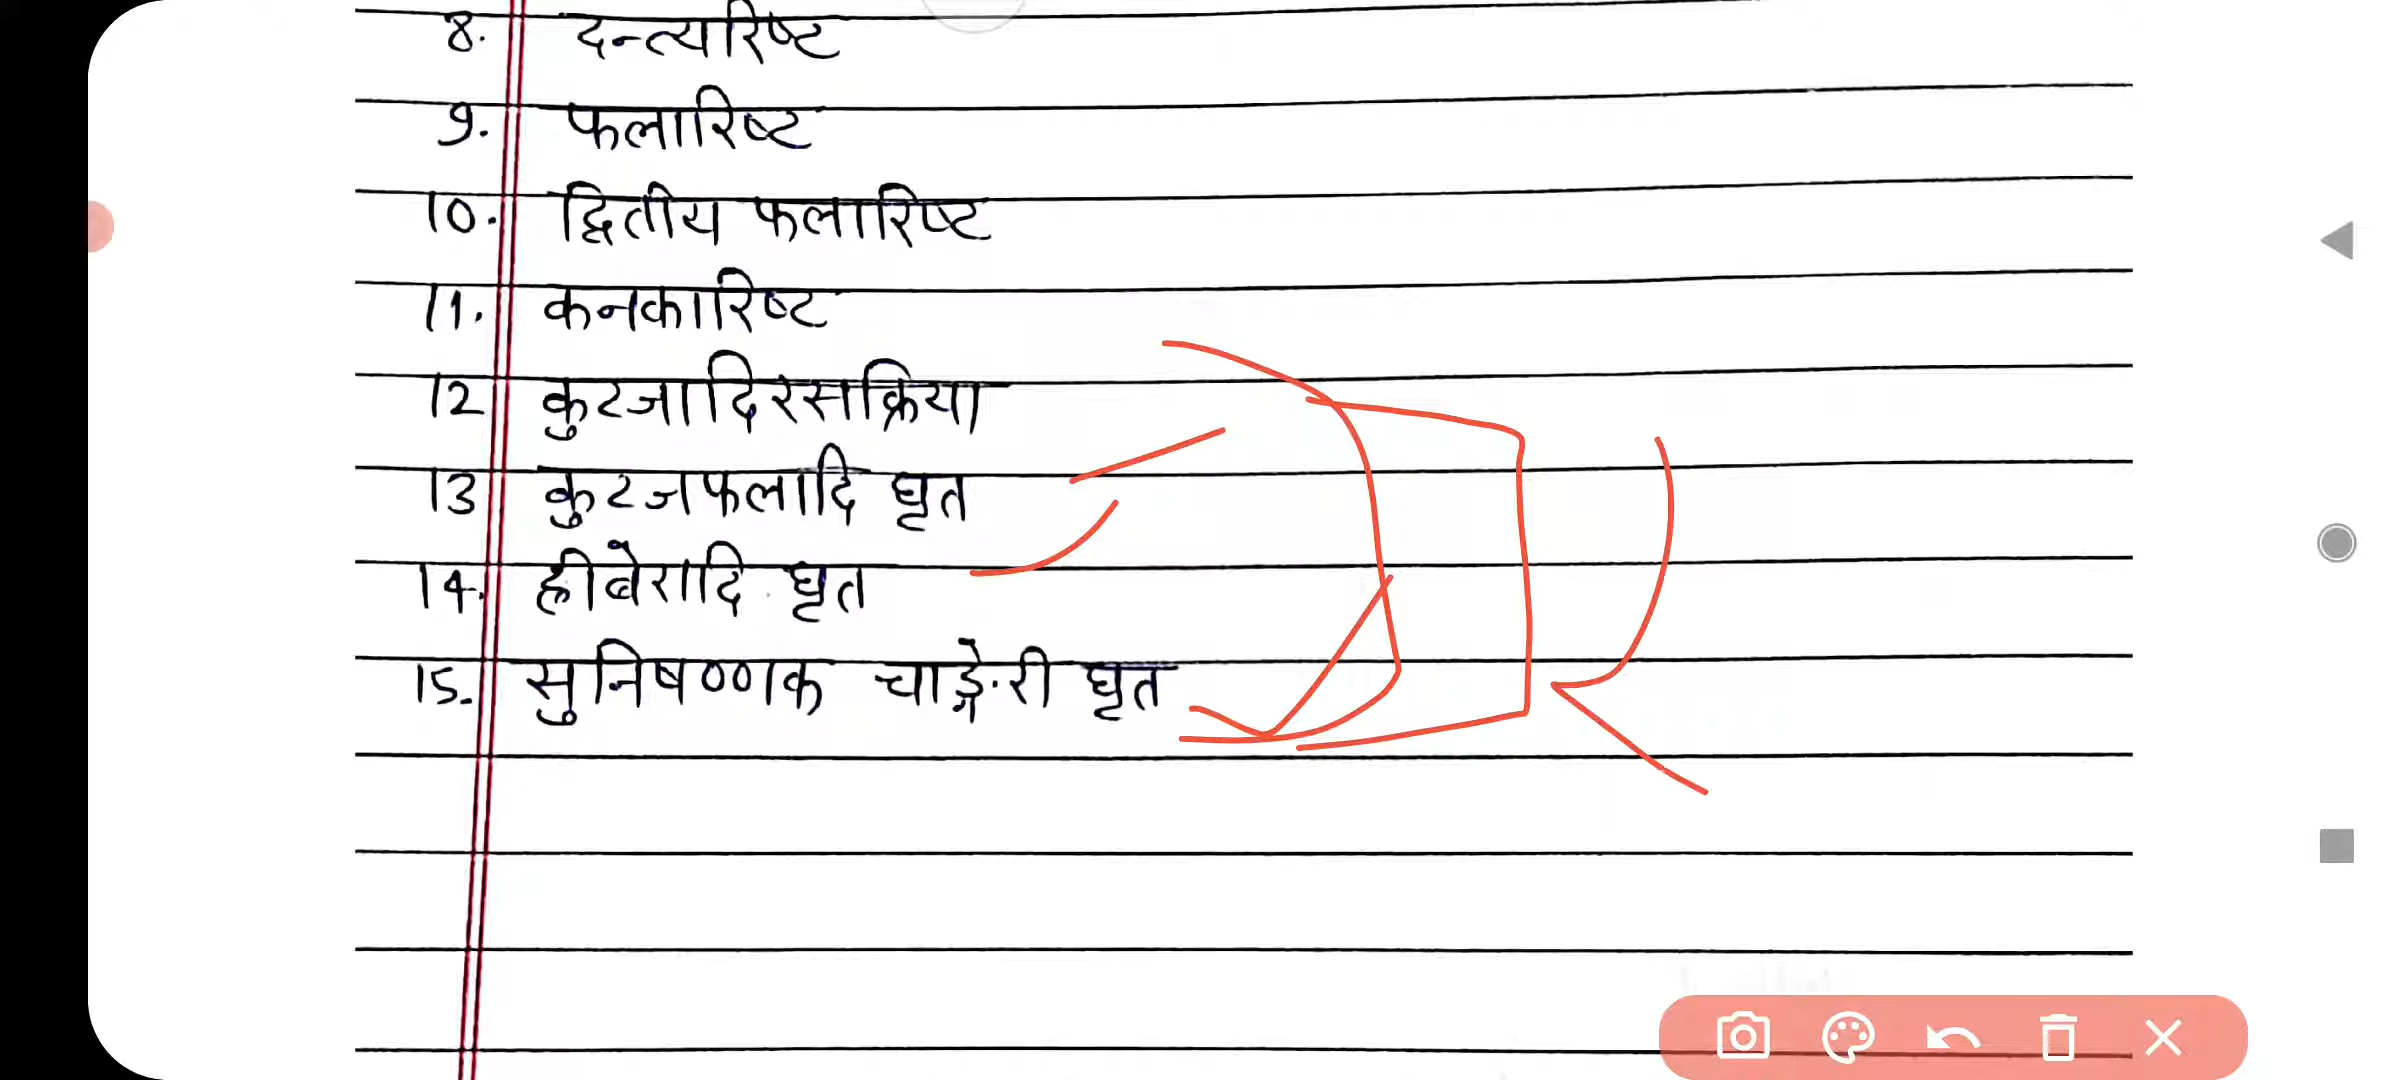 8. दन्त्यरिष्ट
9. फलारिष्ट
10. द्वितीय फलारिष्ट
11. कनकारिष्ट
12 कुटजादिरसक्रिया
13 कुटजफलादि घृत
14. ह्रीबेरादि घृत
15. सुनिषण्णक चाङ्गेरी घृत